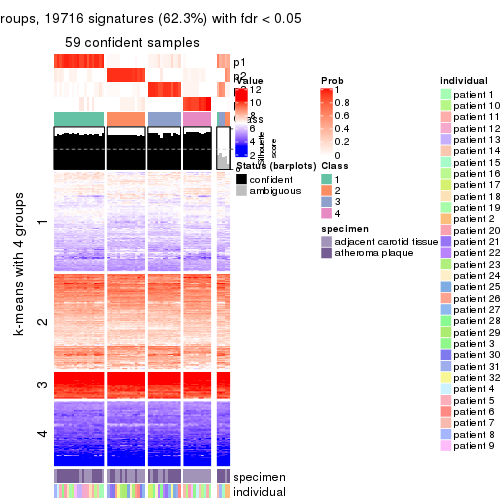 roups, 19716 signatures (62.3%) with fdr < 0.05
59 confident samples
p1
p2
Value
12
10
8
6
4
2
silhouette
score
Prob
1
0.8
0.6
0.4
0.2
0
Status (barplots)
confident
ambiguous
Class
1
2
3
4
specimen
adjacent carotid tissue
atheroma plaque
individual
patient 1
patient 10
patient 11
patient 12
patient 13
patient 14
patient 15
patient 16
patient 17
patient 18
patient 19
patient 2
patient 20
patient 21
patient 22
patient 23
patient 24
patient 25
patient 26
patient 27
patient 28
patient 29
patient 3
patient 30
patient 31
patient 32
patient 4
patient 5
patient 6
patient 7
patient 8
patient 9
k-means with 4 groups
1
2
3
4
specimen
individual